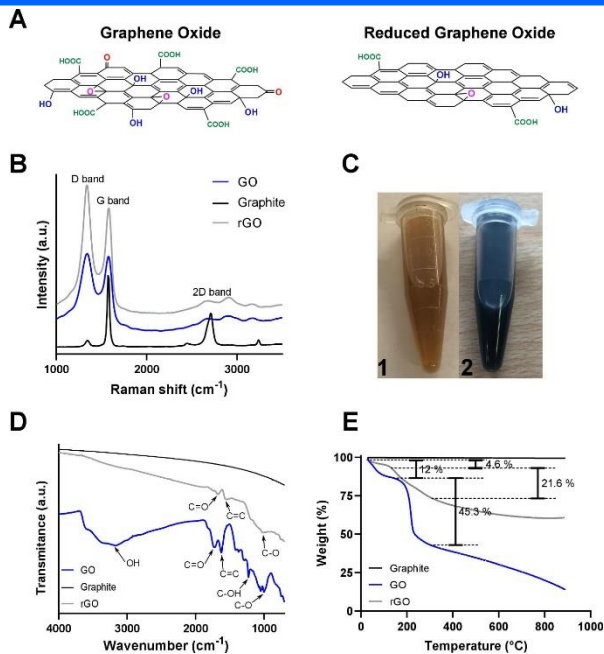 A
Graphene Oxide
Reduced Graphene Oxide
HOOC
O
COOH
COOH
OH
O
O
OH
O
HO
HOOC
OH
COOH
OH
HOOC
OH
O
OH
COOH
B
D band
G band
2D band
GO
Graphite
rGO
Intensity (a.u.)
1000
2000
3000
Raman shift (cm-1)
C
1
2
D
Transmitance (a.u.)
C=O
C=C
C-O
OH
C=O
C=C
C-OH
C-O
GO
Graphite
rGO
4000
3000
2000
1000
Wavenumber (cm-1)
E
Weight (%)
100
75
50
25
0
12 %
4.6 %
21.6 %
45.3 %
Graphite
GO
rGO
0
200
400
600
800
1000
Temperature (°C)